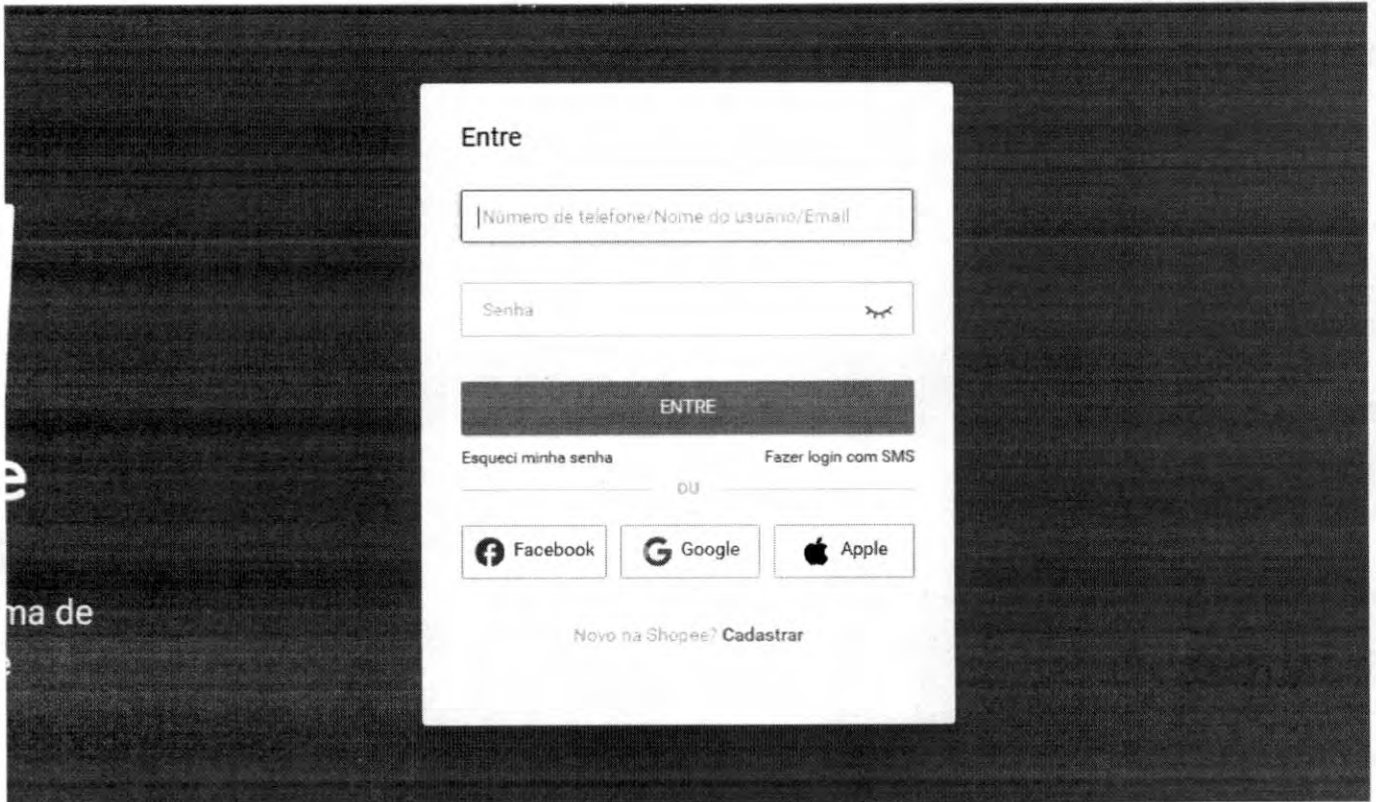 Entre
Número de telefone/Nome do usuário/Email
Senha
ENTRE
Esqueci minha senha Fazer login com SMS
OU
Facebook Google Apple
ma de
e
e
Novo na Shopee? Cadastrar